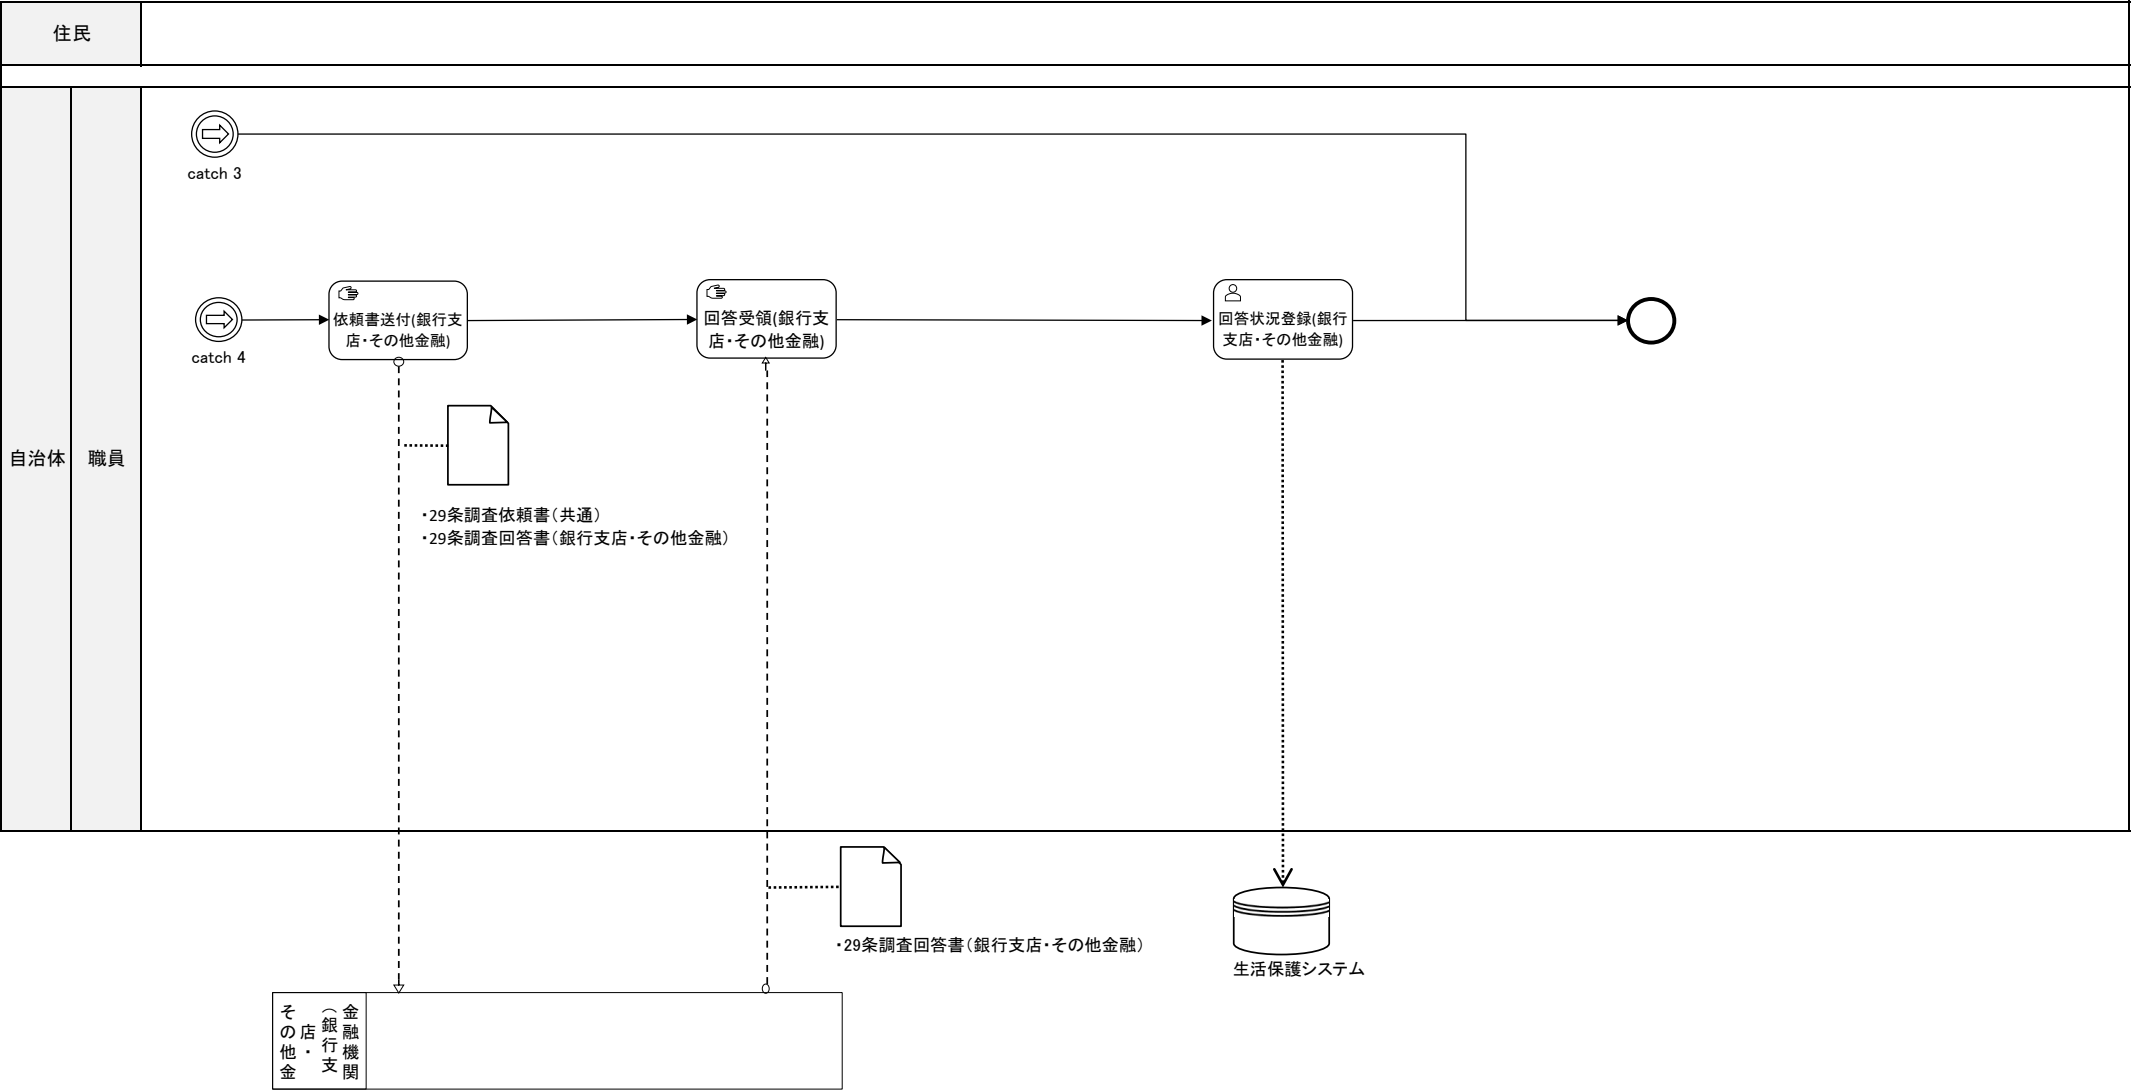 住民
自治体
職員
catch 3
catch 4
依頼書送付(銀行支
店・その他金融)
回答受領(銀行支
店・その他金融)
回答状況登録(銀行
支店・その他金融)
・29条調査依頼書（共通）
・29条調査回答書（銀行支店・その他金融）
・29条調査回答書（銀行支店・その他金融）
生活保護システム
金融機関
（銀行支
店・
その他金